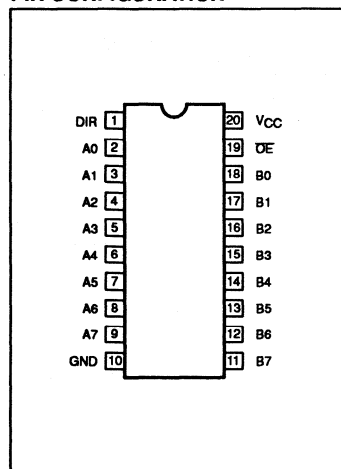 DIR 1 20 VCC
A0 2 19 OE
A1 3 18 B0
A2 4 17 B1
A3 5 16 B2
A4 6 15 B3
A5 7 14 B4
A6 8 13 B5
A7 9 12 B6
GND 10 11 B7